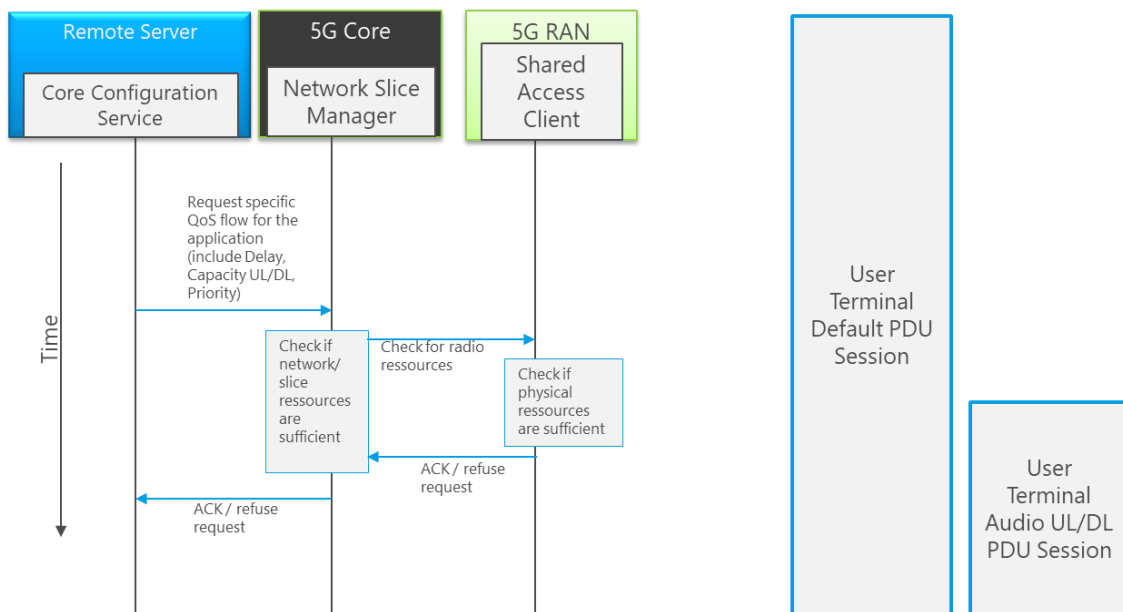 Remote Server
Core Configuration
Service
5G Core
Network Slice
Manager
5G RAN
Shared
Access
Client
Time
Request specific
QoS flow for the
application
(include Delay,
Capacity UL/DL,
Priority)
Check if
network/
slice
ressources
are
sufficient
Check for radio
ressources
Check if
physical
ressources
are sufficient
ACK / refuse
request
ACK / refuse
request
User
Terminal
Default PDU
Session
User
Terminal
Audio UL/DL
PDU Session